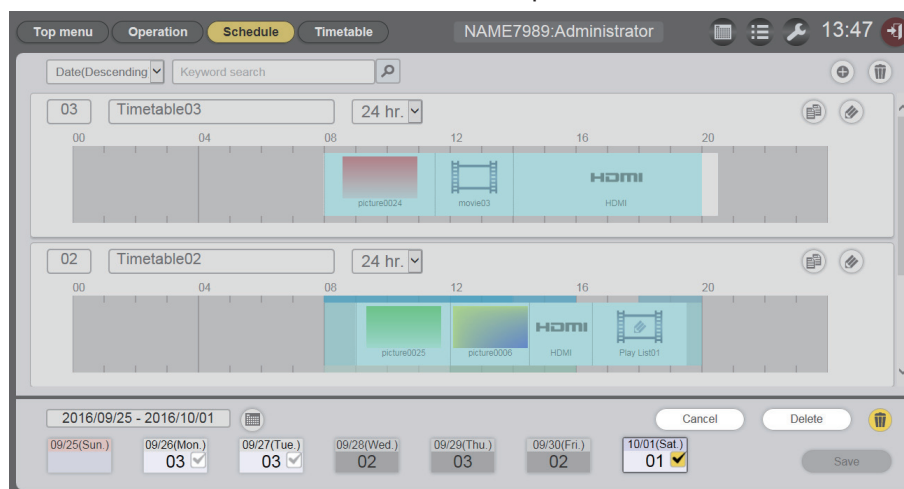 Top menu Operation Schedule Timetable NAME7989:Administrator 13:47
Date(Descending Keyword search
03 Timetable03 24 hr.
00 04 08 12 16 20
HDMI
picture0024 movie03 HDMI
02 Timetable02 24 hr.
00 04 08 12 16 20
HDMI
picture0025 picture0006 HDMI Play List01
2016/09/25 - 2016/10/01 Cancel Delete
09/25(Sun.) 09/26(Mon.) 09/27(Tue.) 09/28(Wed.) 09/29(Thu.) 09/30(Fri.) 10/01(Sat.)
03 03 02 03 02 01 Save